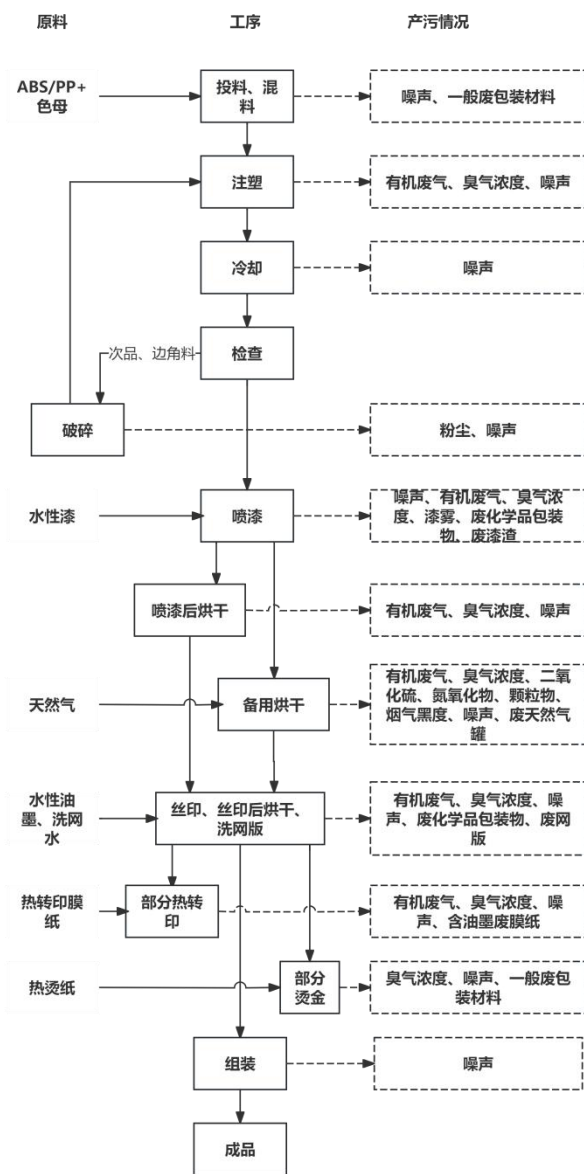 原料
工序
产污情况
ABS/PP+
色母
投料、混
料
噪声、一般废包装材料
注塑
有机废气、臭气浓度、噪声
冷却
噪声
次品、边角料
检查
破碎
粉尘、噪声
水性漆
喷漆
噪声、有机废气、臭气浓
度、漆雾、废化学品包装
物、废漆渣
喷漆后烘干
有机废气、臭气浓度、噪声
天然气
备用烘干
有机废气、臭气浓度、二氧
化硫、氮氧化物、颗粒物、
烟气黑度、噪声、废天然气
罐
水性油
墨、洗网
水
丝印、丝印后烘干、
洗网版
有机废气、臭气浓度、噪
声、废化学品包装物、废网
版
热转印膜
纸
部分热转
印
有机废气、臭气浓度、噪
声、含油墨废膜纸
热烫纸
部分
烫金
臭气浓度、噪声、一般废包
装材料
组装
噪声
成品